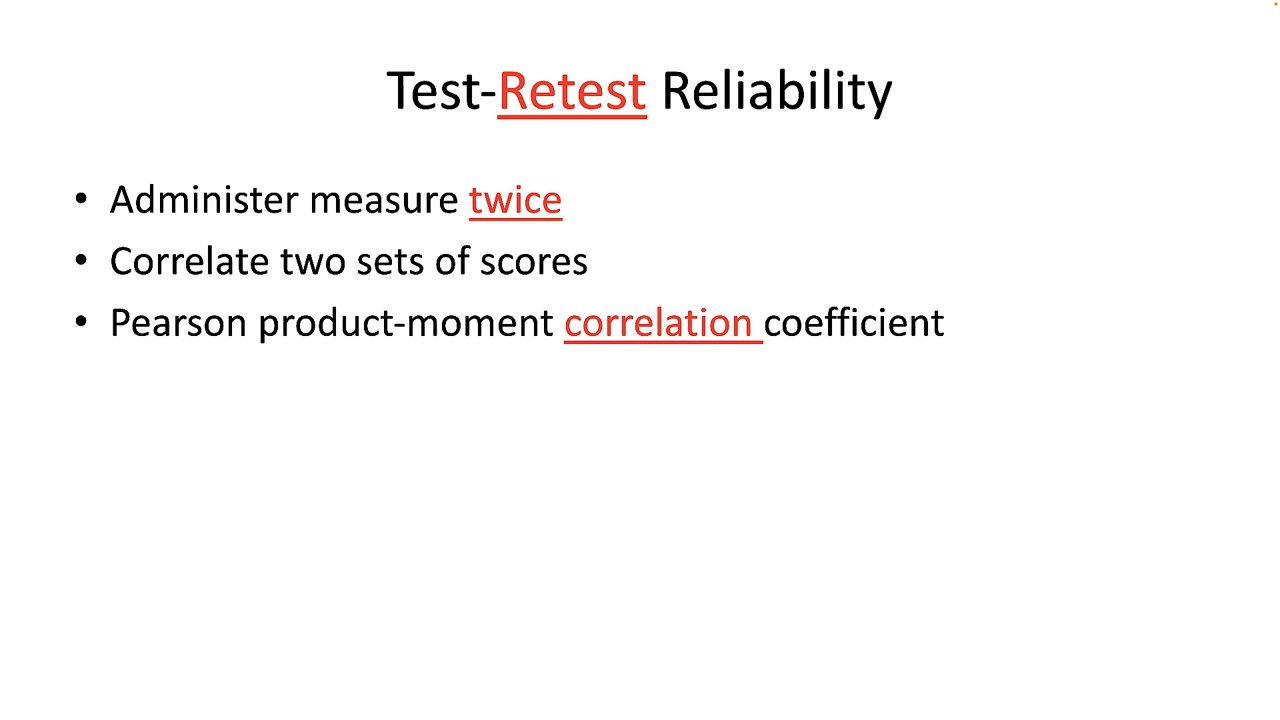 Test-Retest Reliability
• Administer measure twice
• Correlate two sets of scores
• Pearson product-moment correlation coefficient